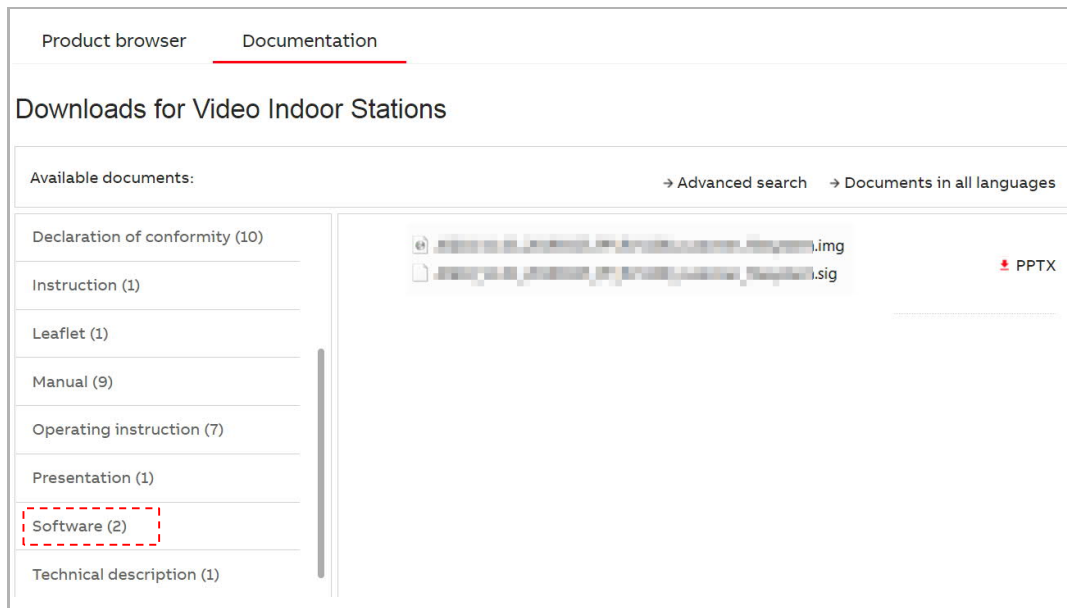 Product browser Documentation
Downloads for Video Indoor Stations
Available documents:
→ Advanced search → Documents in all languages
Declaration of conformity (10)
Instruction (1)
Leaflet (1)
Manual (9)
Operating instruction (7)
Presentation (1)
Software (2)
Technical description (1)
.img
.sig
PPTX